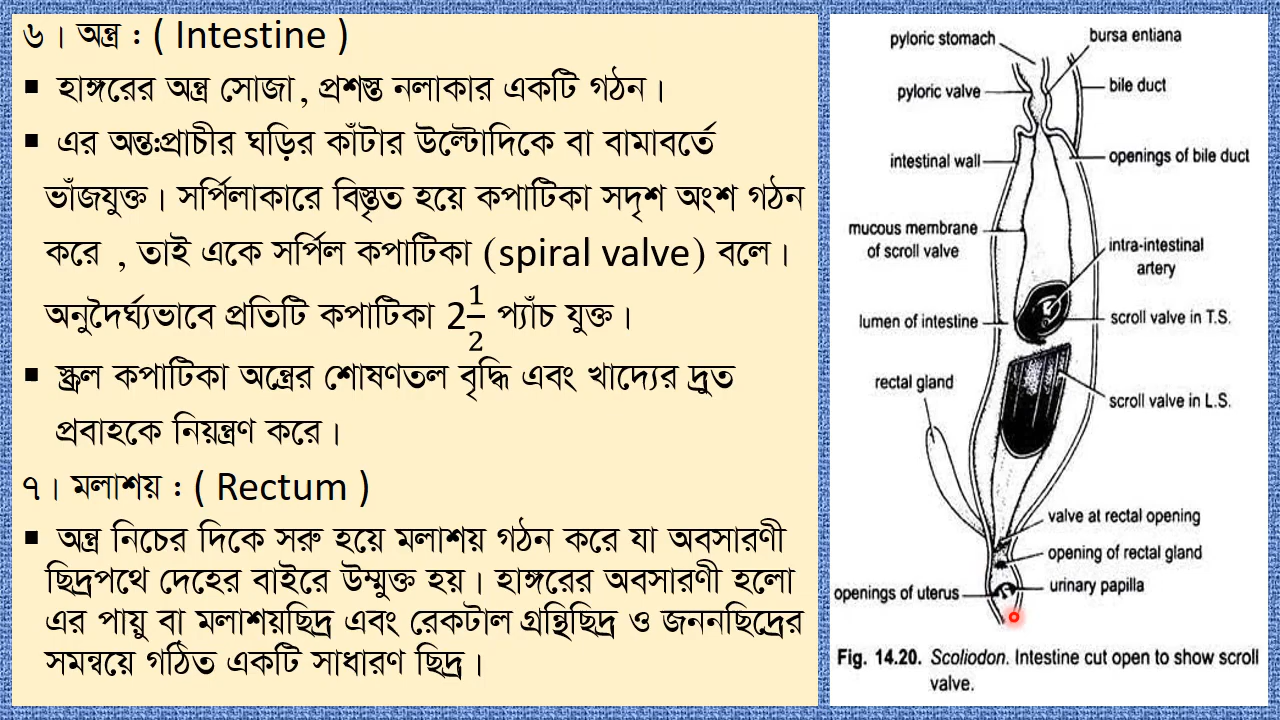 ৬। অন্ত্র : ( Intestine )
▪ হাঙ্গরের অন্ত্র সোজা, প্রশস্ত নলাকার একটি গঠন।
▪ এর অন্ত:প্রাচীর ঘড়ির কাঁটার উল্টোদিকে বা বামাবর্তে
ভাঁজযুক্ত। সর্পিলাকারে বিস্তৃত হয়ে কপাটিকা সদৃশ অংশ গঠন
করে , তাই একে সর্পিল কপাটিকা (spiral valve) বলে।
অনুদৈর্ঘ্যভাবে প্রতিটি কপাটিকা 2 1/2 প্যাঁচ যুক্ত।
▪ স্ক্রল কপাটিকা অন্ত্রের শোষণতল বৃদ্ধি এবং খাদ্যের দ্রুত
প্রবাহকে নিয়ন্ত্রণ করে।
৭। মলাশয় : ( Rectum )
▪ অন্ত্র নিচের দিকে সরু হয়ে মলাশয় গঠন করে যা অবসারণী
ছিদ্রপথে দেহের বাইরে উম্মুক্ত হয়। হাঙ্গরের অবসারণী হলো
এর পায়ু বা মলাশয়ছিদ্র এবং রেকটাল গ্রন্থিছিদ্র ও জননছিদ্রের
সমন্বয়ে গঠিত একটি সাধারণ ছিদ্র।
pyloric stomach
bursa entiana
pyloric valve
bile duct
intestinal wall
openings of bile duct
mucous membrane
of scroll valve
intra-intestinal
artery
lumen of intestine
scroll valve in T.S.
rectal gland
scroll valve in L.S.
valve at rectal opening
opening of rectal gland
openings of uterus
urinary papilla
Fig. 14.20. Scoliodon. Intestine cut open to show scroll
valve.